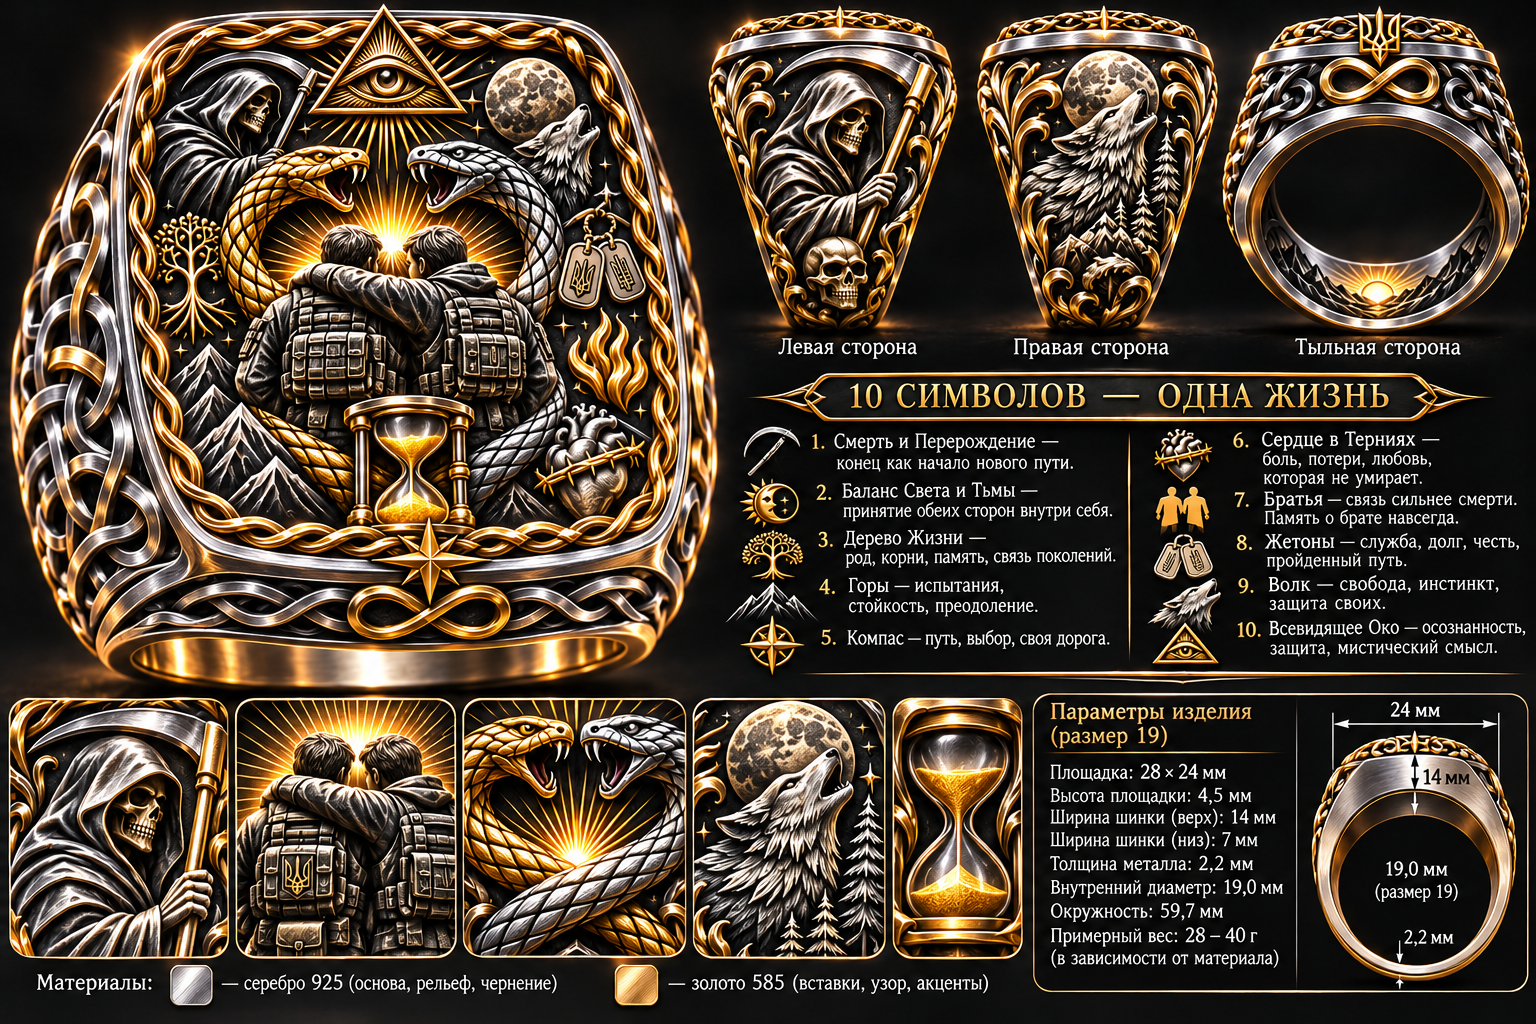 Левая сторона
Правая сторона
Тыльная сторона
10 СИМВОЛОВ — ОДНА ЖИЗНЬ
1. Смерть и Перерождение —
конец как начало нового пути.
2. Баланс Света и Тьмы —
принятие обеих сторон внутри себя.
3. Дерево Жизни —
род, корни, память, связь поколений.
4. Горы — испытания,
стойкость, преодоление.
5. Компас — путь, выбор, своя дорога.
6. Сердце в Терниях —
боль, потери, любовь,
которая не умирает.
7. Братья — связь сильнее смерти.
Память о брате навсегда.
8. Жетоны — служба, долг, честь,
пройденный путь.
9. Волк — свобода, инстинкт,
защита своих.
10. Всевидящее Око — осознанность,
защита, мистический смысл.
Параметры изделия
(размер 19)
Площадка: 28 × 24 мм
Высота площадки: 4,5 мм
Ширина шинки (верх): 14 мм
Ширина шинки (низ): 7 мм
Толщина металла: 2,2 мм
Внутренний диаметр: 19,0 мм
Окружность: 59,7 мм
Примерный вес: 28 – 40 г
(в зависимости от материала)
24 мм
14 мм
19,0 мм
(размер 19)
2,2 мм
Материалы:
— серебро 925 (основа, рельеф, чернение)
— золото 585 (вставки, узор, акценты)